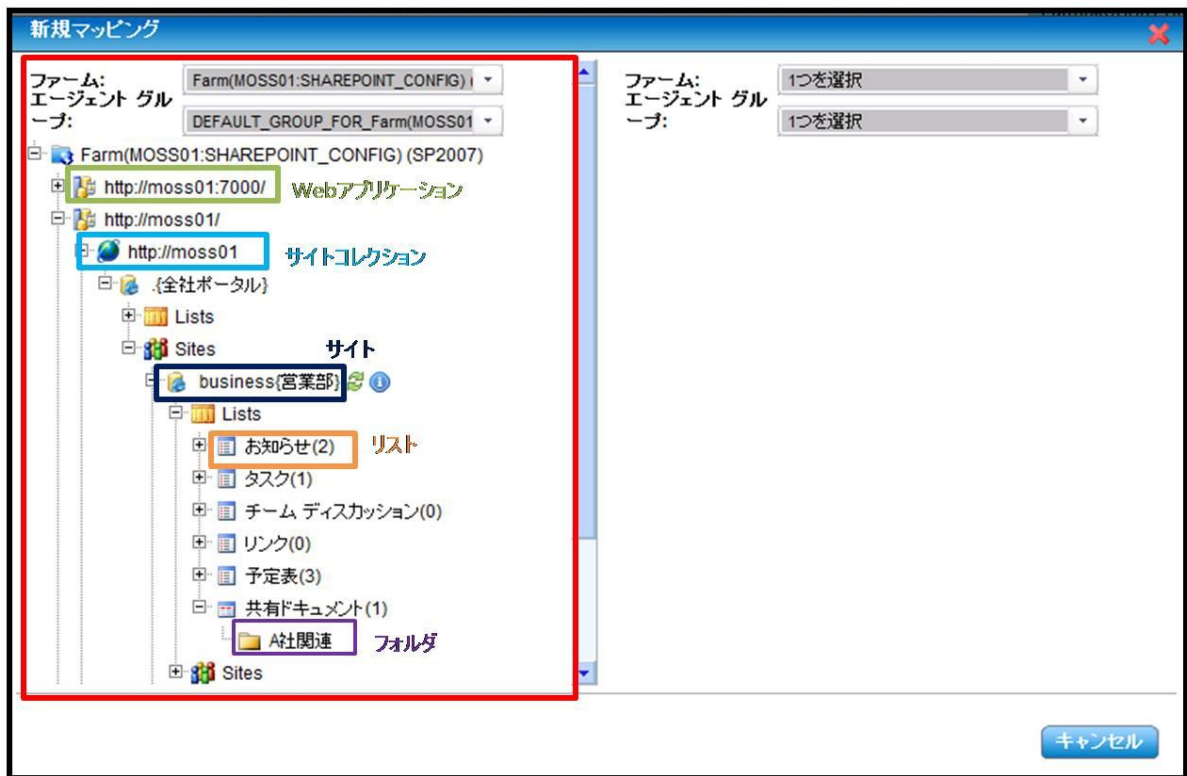 新規マッピング
ファーム: Farm(MOSS01:SHAREPOINT_CONFIG) (
エージェント グル
ープ: DEFAULT_GROUP_FOR_Farm(MOSS01
Farm(MOSS01:SHAREPOINT_CONFIG) (SP2007)
http://moss01:7000/ Webアプリケーション
http://moss01/
http://moss01 サイトコレクション
.{全社ポータル}
Lists
Sites サイト
business{営業部}
Lists
お知らせ(2) リスト
タスク(1)
チーム ディスカッション(0)
リンク(0)
予定表(3)
共有ドキュメント(1)
A社関連 フォルダ
Sites
ファーム: 1つを選択
エージェント グル
ープ: 1つを選択
キャンセル